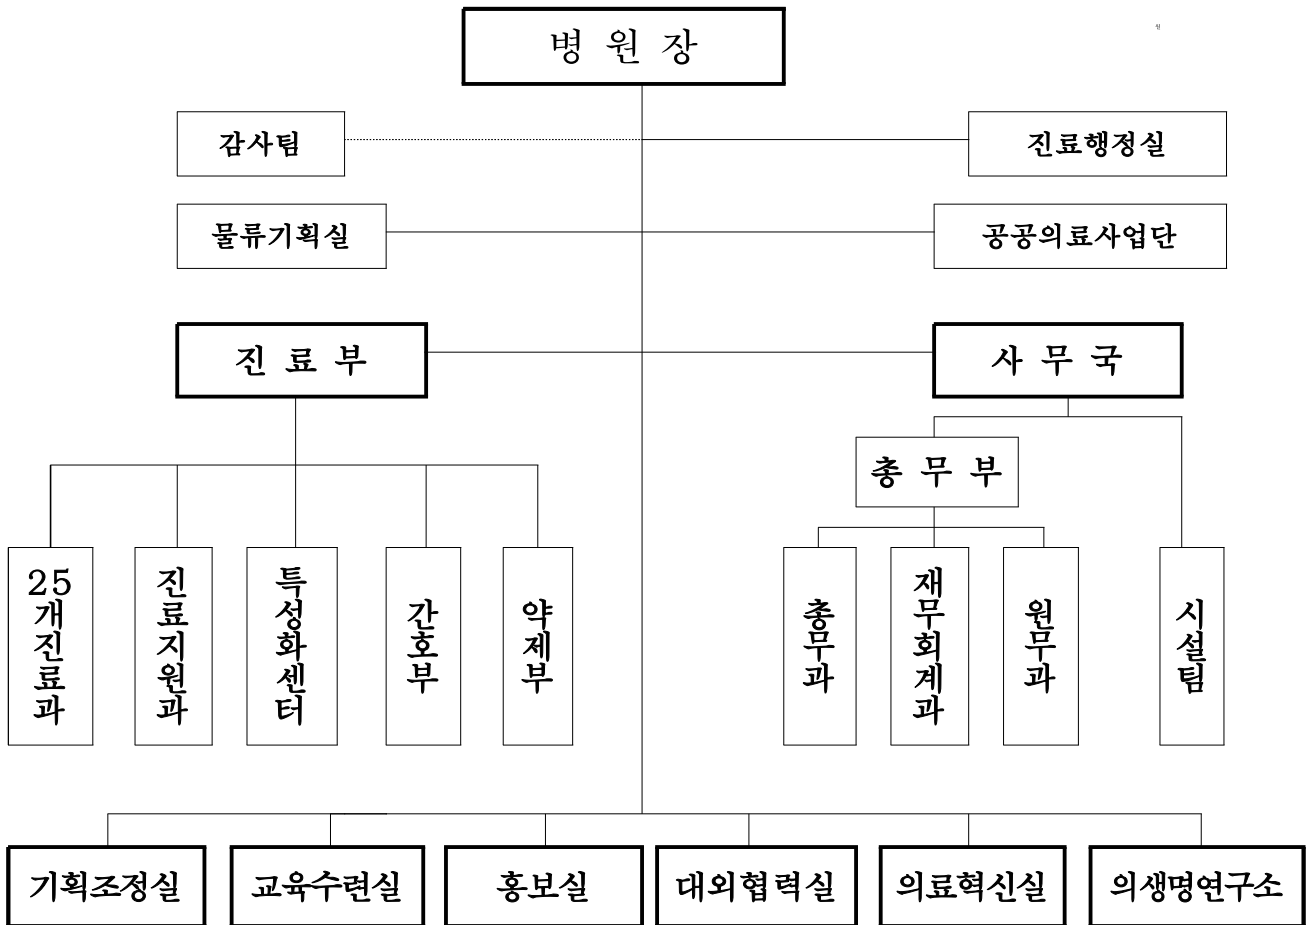 병 원 장
감사팀
진료행정실
물류기획실
공공의료사업단
진 료 부
사 무 국
총 무 부
25개진료과
진료지원과
특성화센터
간호부
약제부
총무과
재무회계과
원무과
시설팀
기획조정실
교육수련실
홍보실
대외협력실
의료혁신실
의생명연구소